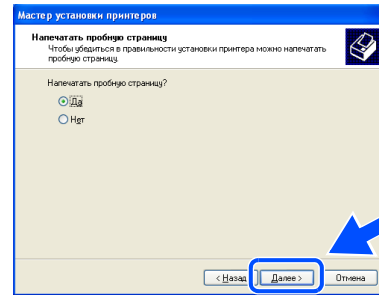 Мастер установки принтеров
Напечатать пробную страницу
Чтобы убедиться в правильности установки принтера можно напечатать
пробную страницу.
Напечатать пробную страницу?
Да
Нет
< Назад
Далее >
Отмена